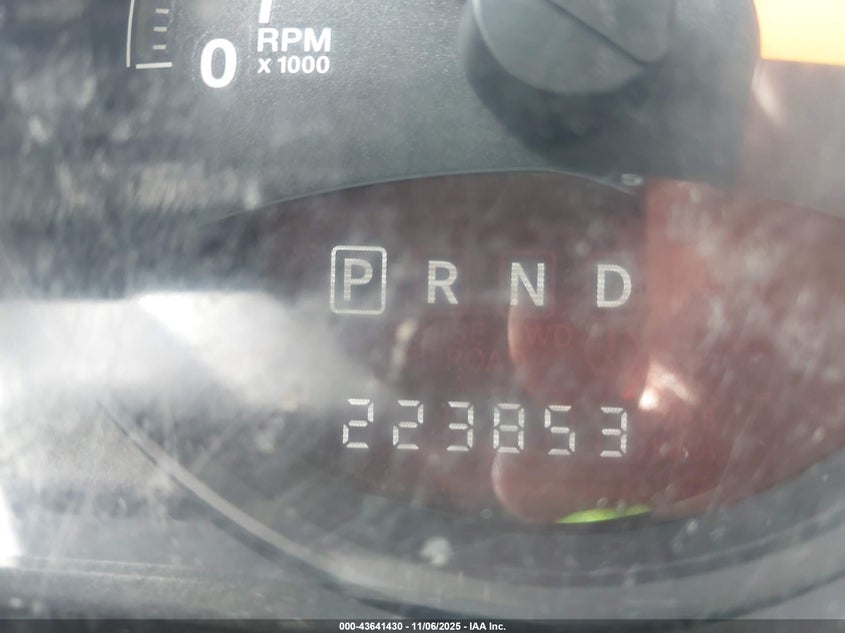 RPM
0 x 1000
P R N D
223853
000-43641430 - 11/06/2025 - IAA Inc.